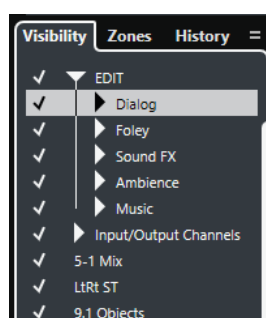 Visibility Zones History
EDIT
Dialog
Foley
Sound FX
Ambience
Music
Input/Output Channels
5-1 Mix
LtRt ST
9.1 Objects